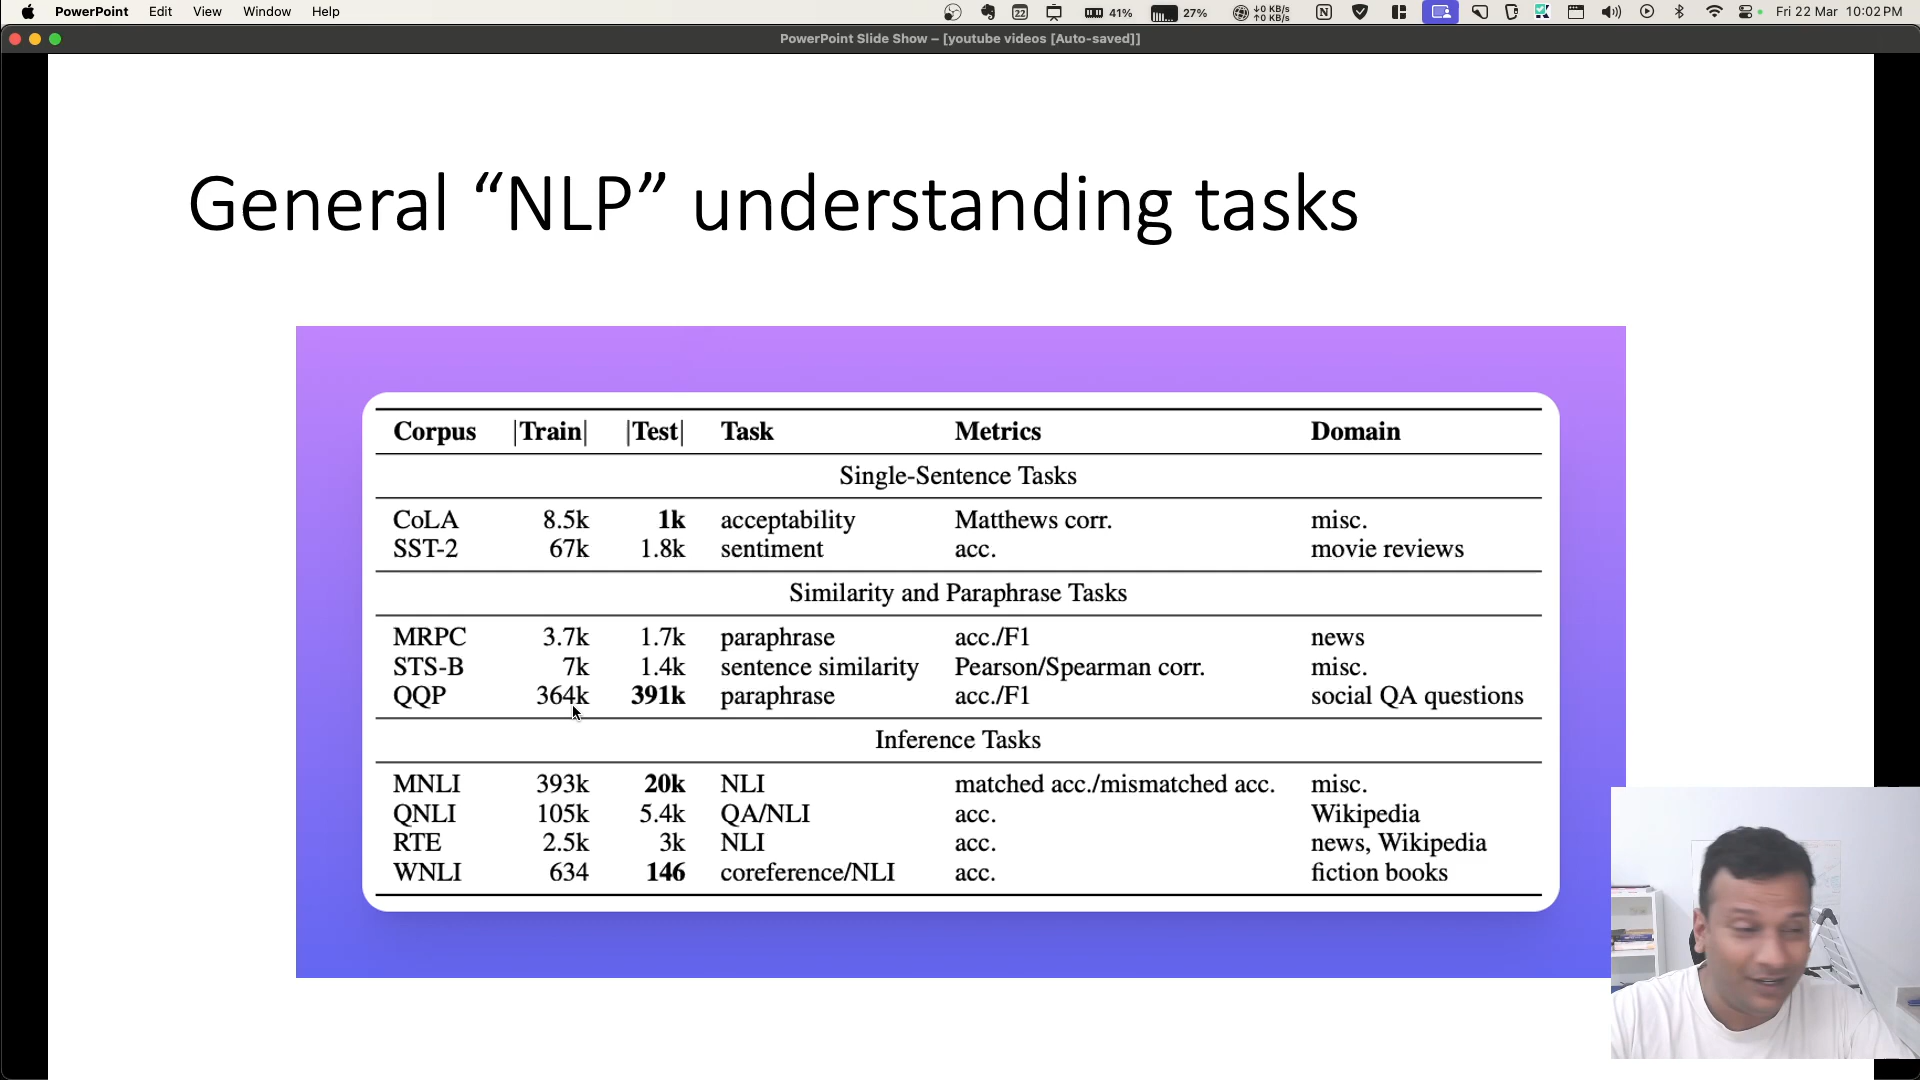 PowerPoint Edit View Window Help 41% 27% ↓0 KB/s ↑0 KB/s 22 Fri 22 Mar 10:02 PM
PowerPoint Slide Show – [youtube videos [Auto-saved]]
General “NLP” understanding tasks
Corpus |Train| |Test| Task Metrics Domain
Single-Sentence Tasks
CoLA 8.5k 1k acceptability Matthews corr. misc.
SST-2 67k 1.8k sentiment acc. movie reviews
Similarity and Paraphrase Tasks
MRPC 3.7k 1.7k paraphrase acc./F1 news
STS-B 7k 1.4k sentence similarity Pearson/Spearman corr. misc.
QQP 364k 391k paraphrase acc./F1 social QA questions
Inference Tasks
MNLI 393k 20k NLI matched acc./mismatched acc. misc.
QNLI 105k 5.4k QA/NLI acc. Wikipedia
RTE 2.5k 3k NLI acc. news, Wikipedia
WNLI 634 146 coreference/NLI acc. fiction books